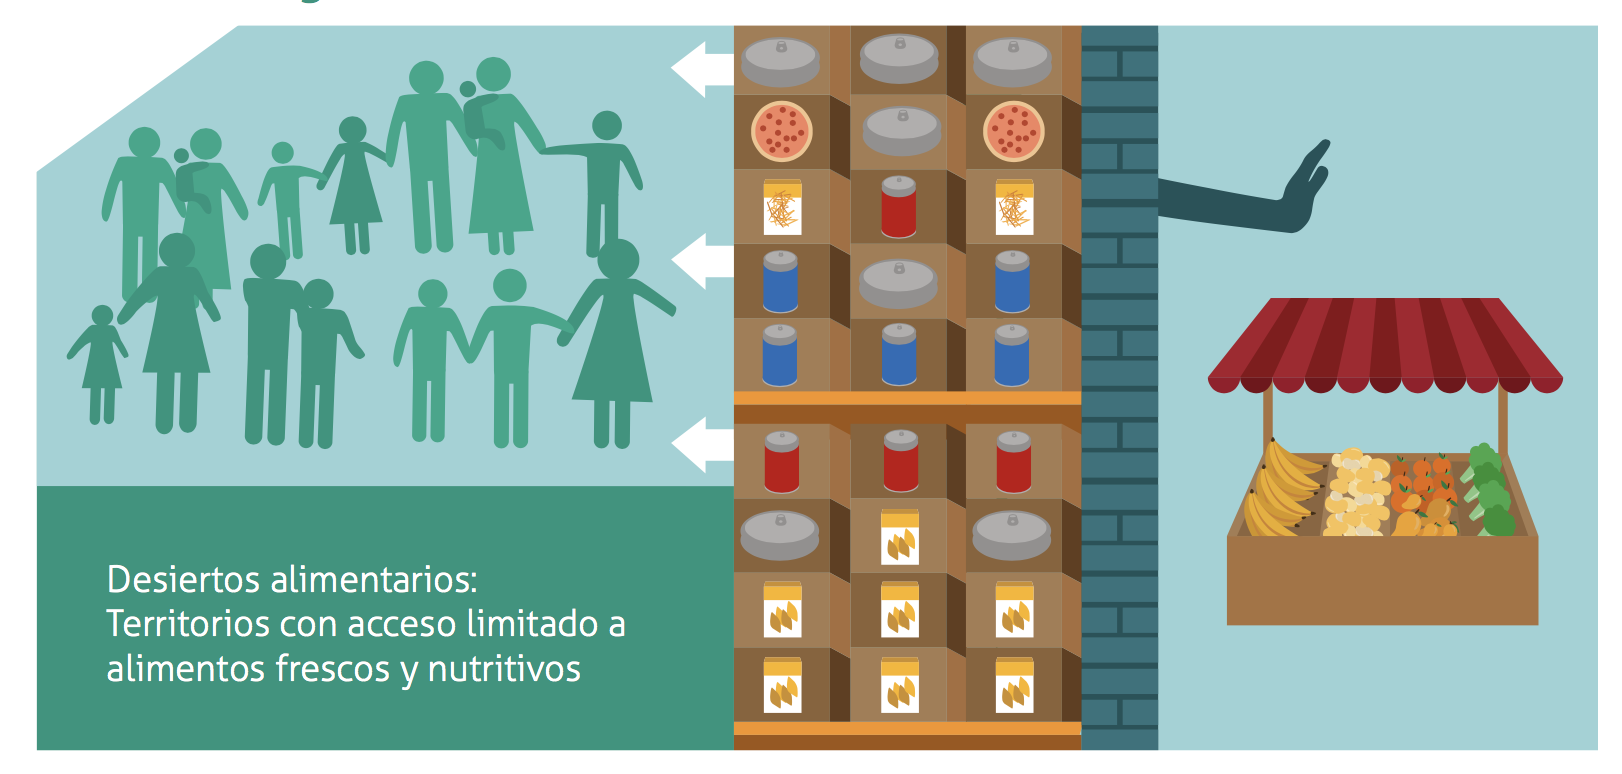 Desiertos alimentarios:
Territorios con acceso limitado a
alimentos frescos y nutritivos